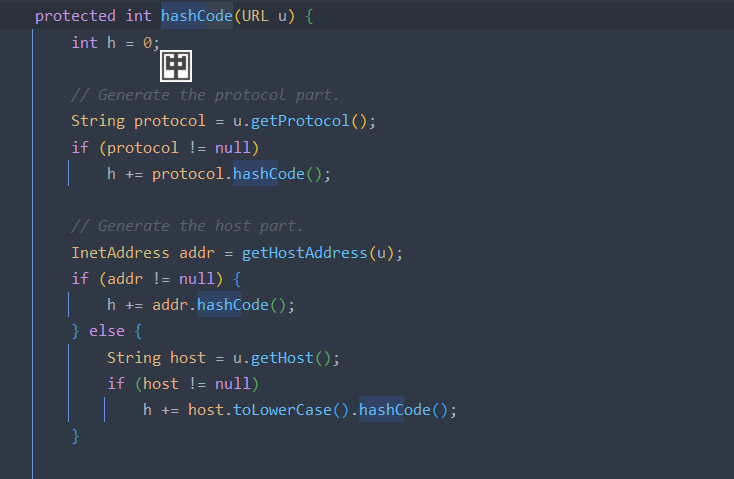 protected int hashCode(URL u) {
int h = 0;
中
// Generate the protocol part.
String protocol = u.getProtocol();
if (protocol != null)
h += protocol.hashCode();
// Generate the host part.
InetAddress addr = getHostAddress(u);
if (addr != null) {
h += addr.hashCode();
} else {
String host = u.getHost();
if (host != null)
h += host.toLowerCase().hashCode();
}